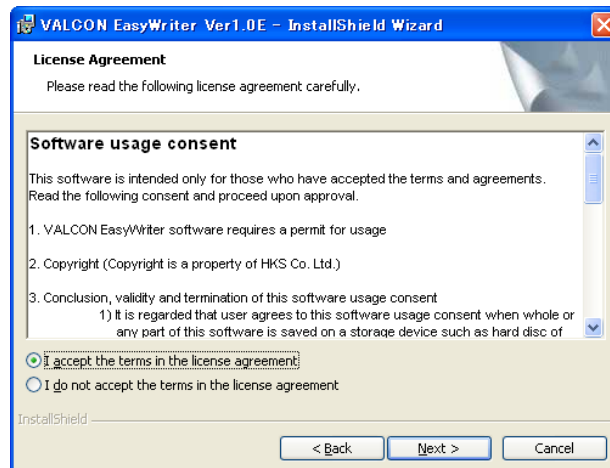 VALCON EasyWriter Ver1.0E - InstallShield Wizard
License Agreement
Please read the following license agreement carefully.
Software usage consent
This software is intended only for those who have accepted the terms and agreements.
Read the following consent and proceed upon approval.
1. VALCON EasyWriter software requires a permit for usage
2. Copyright (Copyright is a property of HKS Co. Ltd.)
3. Conclusion, validity and termination of this software usage consent
1) It is regarded that user agrees to this software usage consent when whole or
any part of this software is saved on a storage device such as hard disc of
I accept the terms in the license agreement
I do not accept the terms in the license agreement
InstallShield
< Back
Next >
Cancel